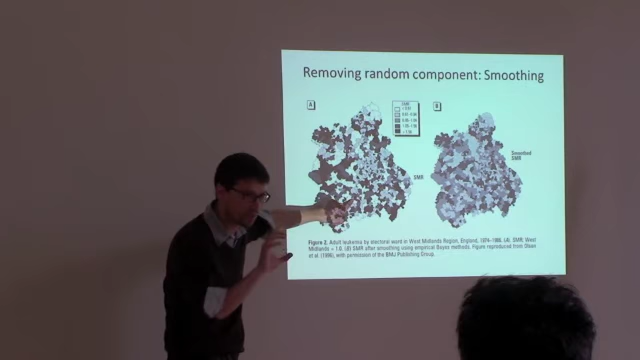 Removing random component: Smoothing
A
SMR
B
SMR
Smoothed
SMR
Figure 2. Adult leukemia by electoral ward in West Midlands Region, England, 1974–1986. (A) SMR: West
Midlands = 1.0. (B) SMR after smoothing using empirical Bayes methods. Figure reproduced from Olsen
et al. (1996), with permission of the BMJ Publishing Group.